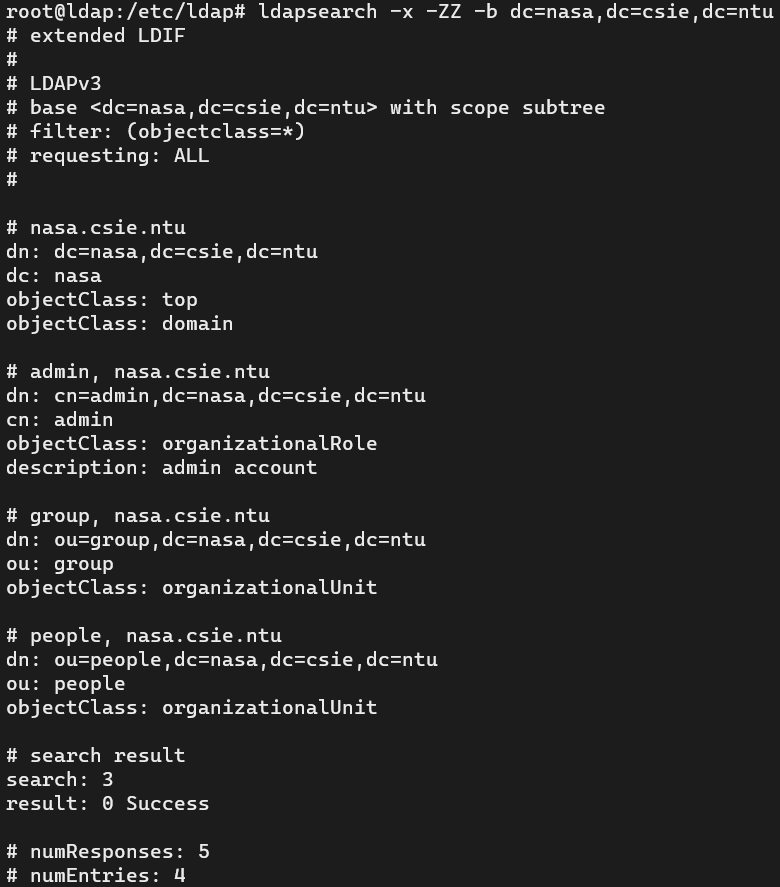 root@ldap:/etc/ldap# ldapsearch -x -ZZ -b dc=nasa,dc=csie,dc=ntu
# extended LDIF
#
# LDAPv3
# base <dc=nasa,dc=csie,dc=ntu> with scope subtree
# filter: (objectclass=*)
# requesting: ALL
#

# nasa.csie.ntu
dn: dc=nasa,dc=csie,dc=ntu
dc: nasa
objectClass: top
objectClass: domain

# admin, nasa.csie.ntu
dn: cn=admin,dc=nasa,dc=csie,dc=ntu
cn: admin
objectClass: organizationalRole
description: admin account

# group, nasa.csie.ntu
dn: ou=group,dc=nasa,dc=csie,dc=ntu
ou: group
objectClass: organizationalUnit

# people, nasa.csie.ntu
dn: ou=people,dc=nasa,dc=csie,dc=ntu
ou: people
objectClass: organizationalUnit

# search result
search: 3
result: 0 Success

# numResponses: 5
# numEntries: 4